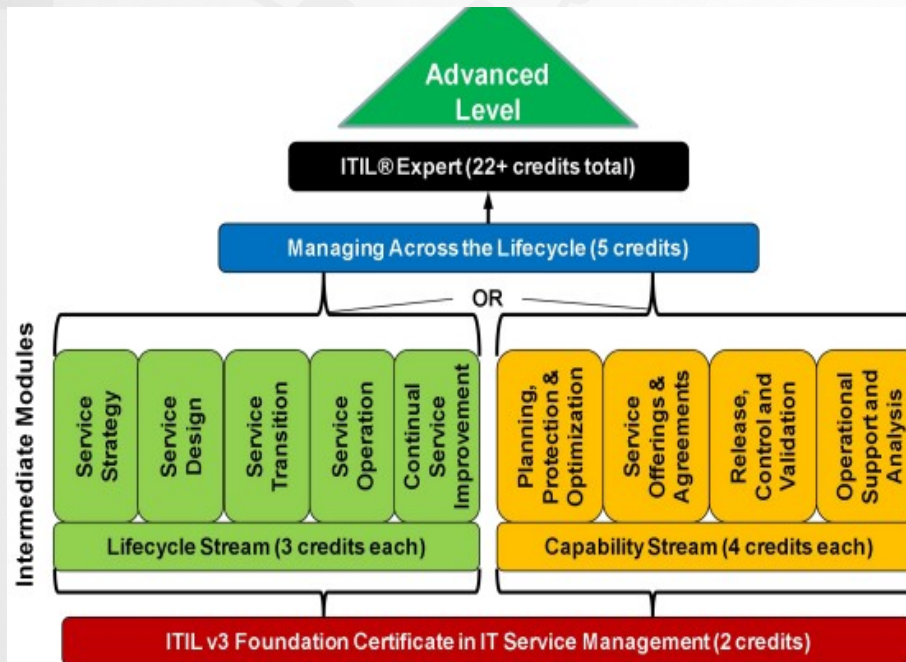 Advanced
Level
ITIL® Expert (22+ credits total)
Managing Across the Lifecycle (5 credits)
OR
Intermediate Modules
Service
Strategy
Service
Design
Service
Transition
Service
Operation
Continual
Service
Improvement
Planning,
Protection &
Optimization
Service
Offerings &
Agreements
Release,
Control and
Validation
Operational
Support and
Analysis
Lifecycle Stream (3 credits each)
Capability Stream (4 credits each)
ITIL v3 Foundation Certificate in IT Service Management (2 credits)